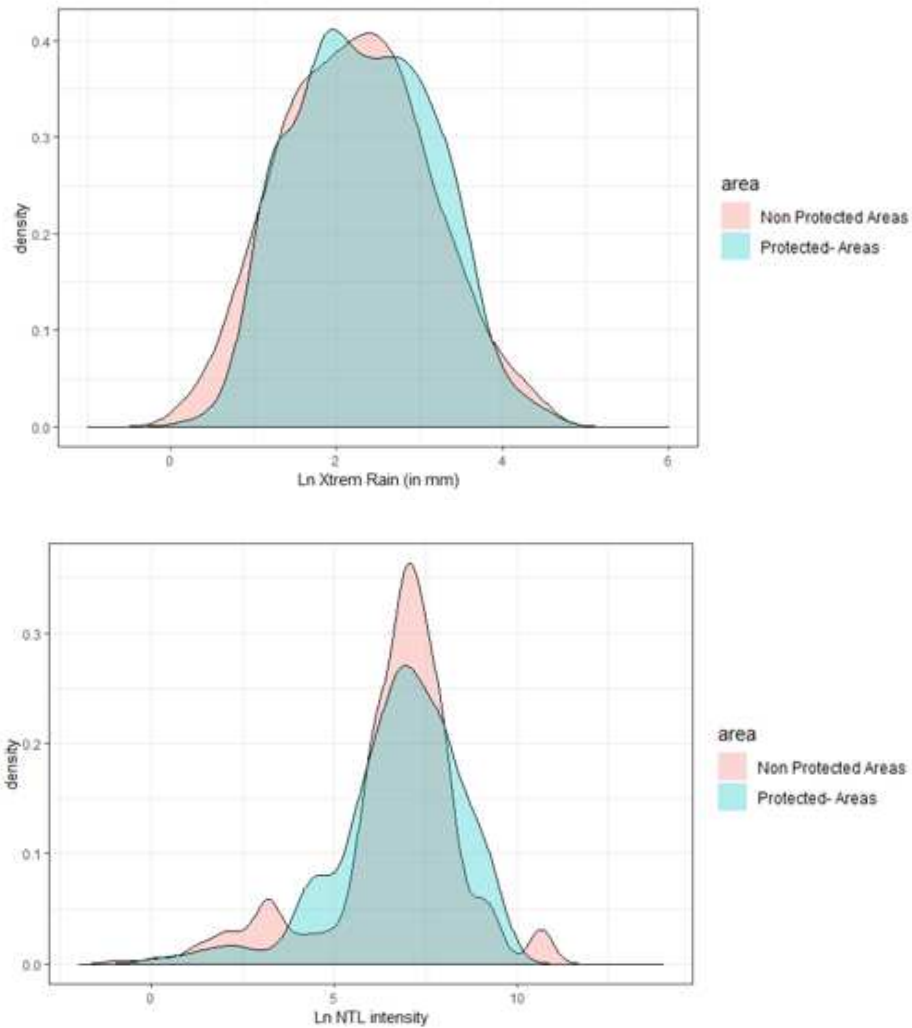 0.4
0.3
0.2
0.1
0.0
density
0 2 4 6
Ln Xtrem Rain (in mm)
area
Non Protected Areas
Protected- Areas
0.3
0.2
0.1
0.0
density
0 5 10
Ln NTL intensity
area
Non Protected Areas
Protected- Areas